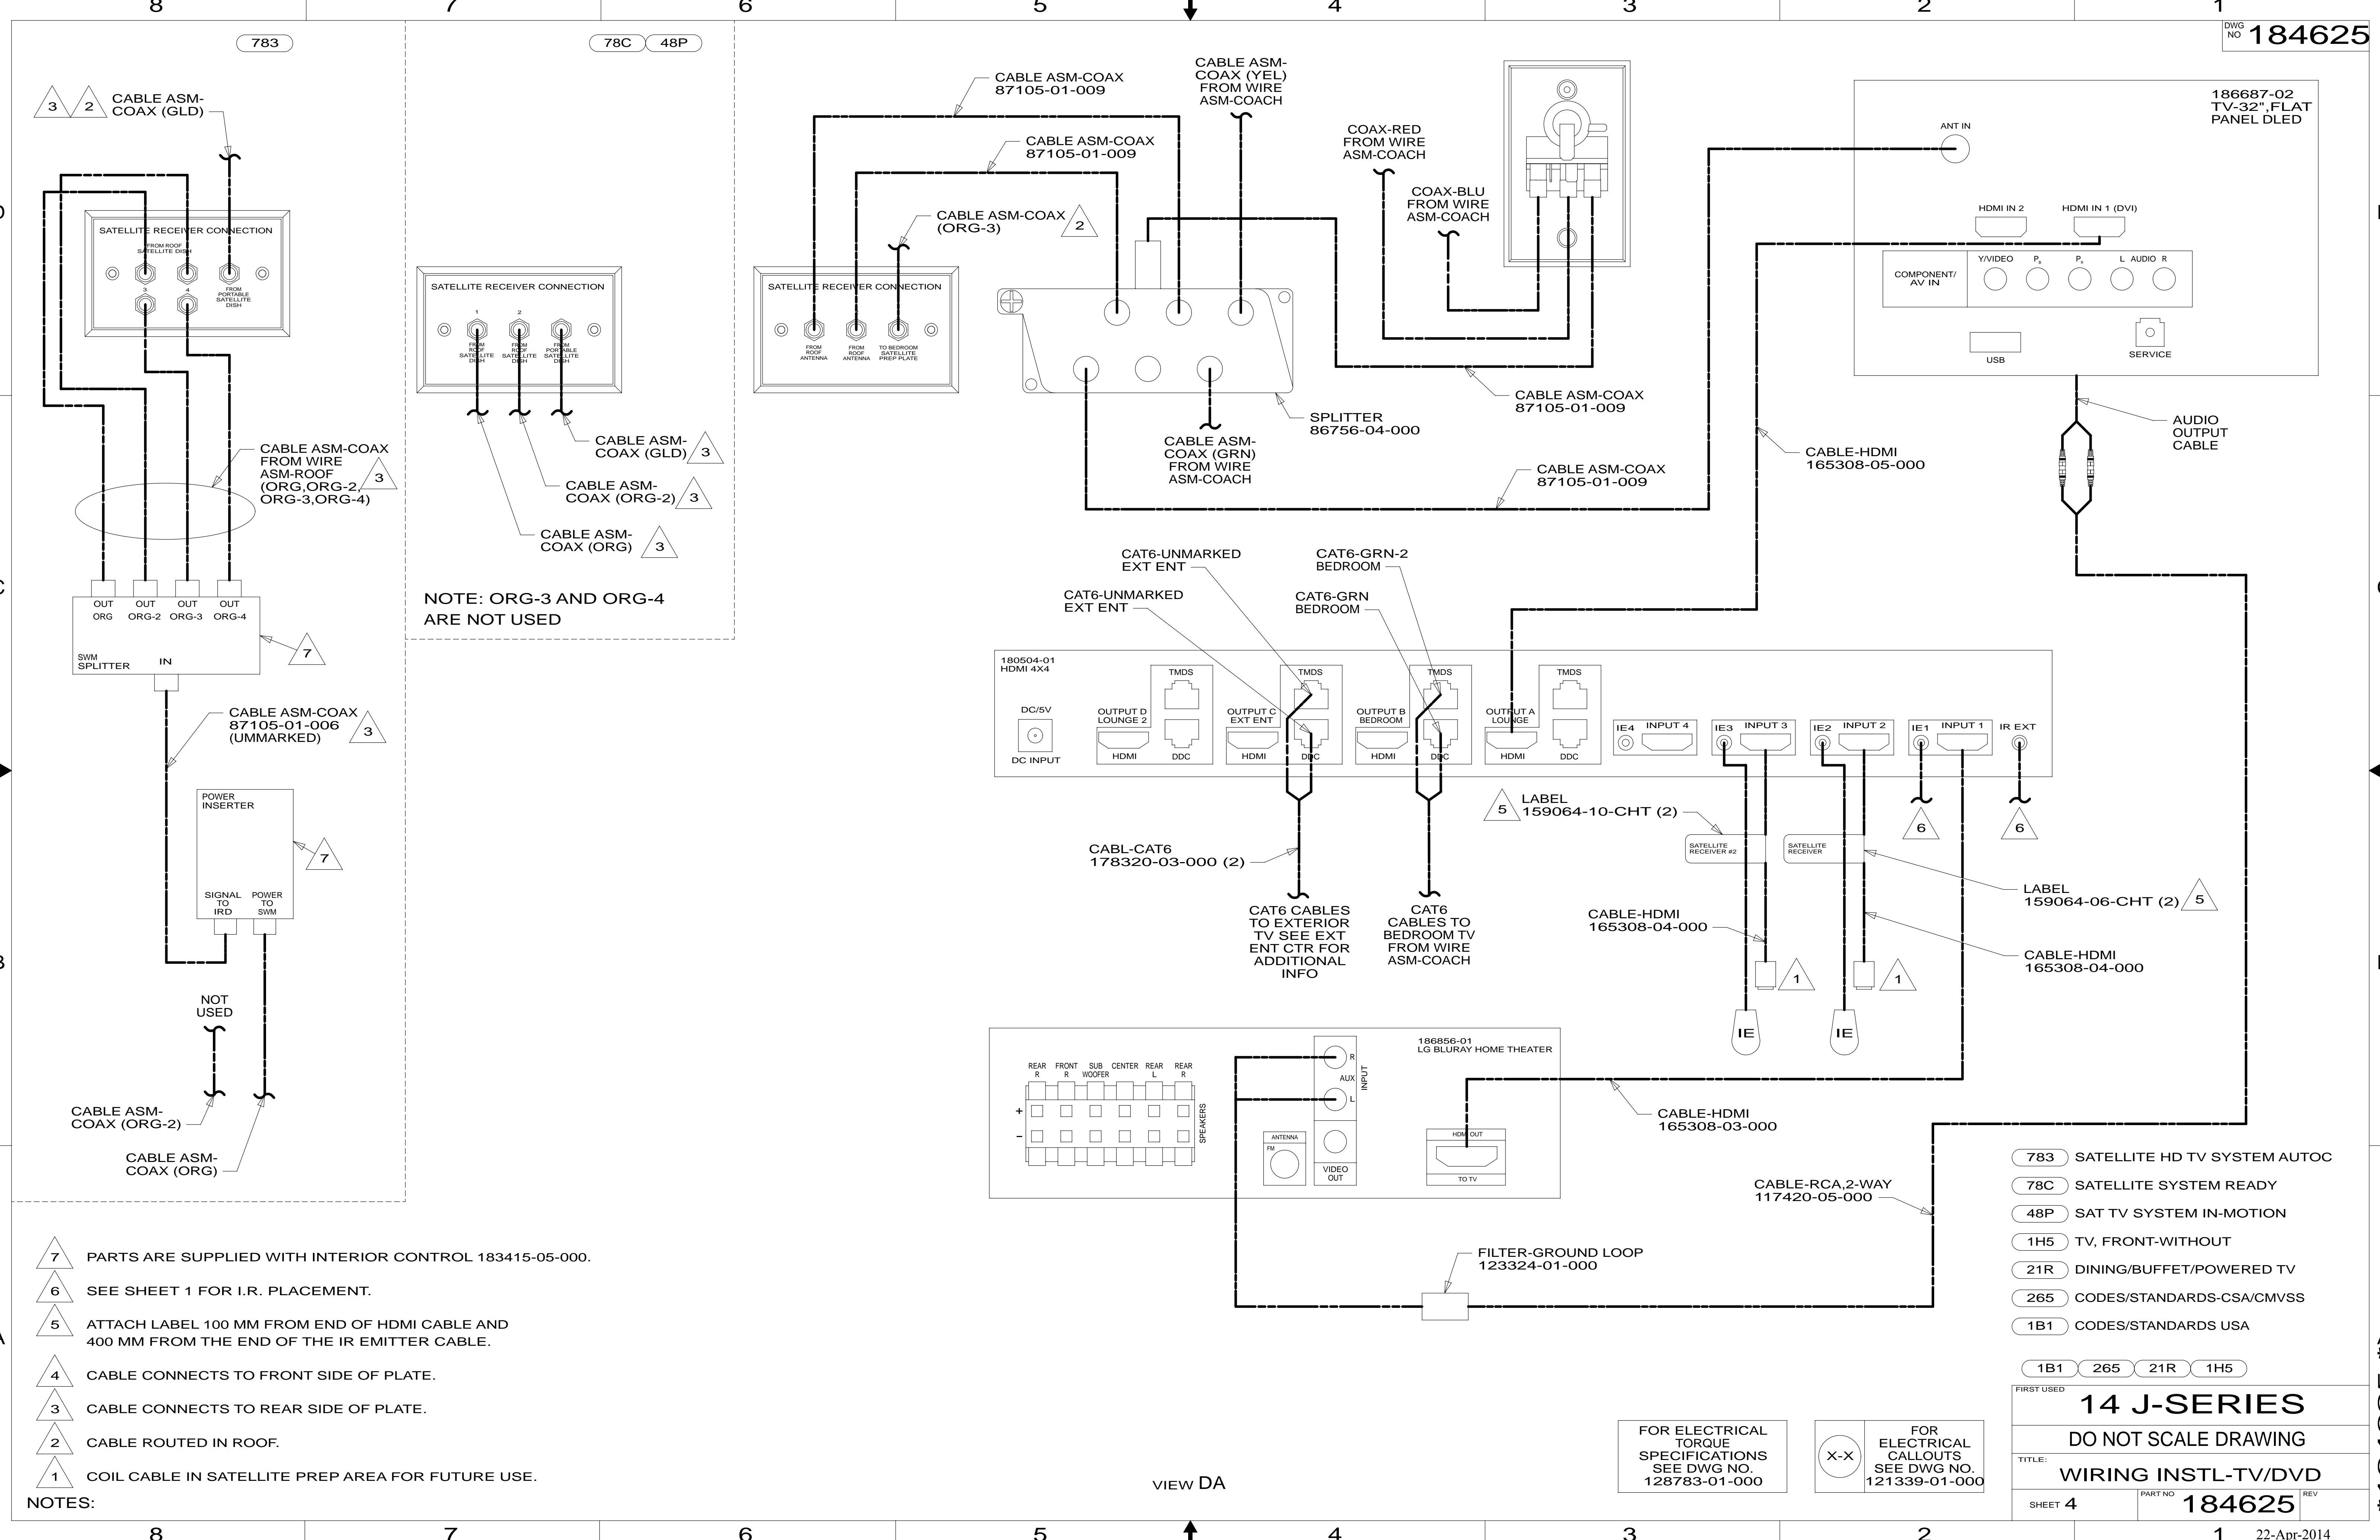 8 7 6 5 4 3 2 1
DWG
NO 184625
783
3 2 CABLE ASM-
COAX (GLD)
SATELLITE RECEIVER CONNECTION
FROM ROOF
SATELLITE DISH
3 4
FROM
PORTABLE
SATELLITE
DISH
CABLE ASM-COAX
FROM WIRE
ASM-ROOF
(ORG,ORG-2,
ORG-3,ORG-4)
3
OUT OUT OUT OUT
ORG ORG-2 ORG-3 ORG-4
SWM
SPLITTER
IN
7
CABLE ASM-COAX
87105-01-006
(UMMARKED)
3
POWER
INSERTER
7
SIGNAL
TO
IRD
POWER
TO
SWM
NOT
USED
CABLE ASM-
COAX (ORG-2)
CABLE ASM-
COAX (ORG)
78C 48P
SATELLITE RECEIVER CONNECTION
1 2
FROM
ROOF
SATELLITE
DISH
FROM
ROOF
SATELLITE
DISH
FROM
PORTABLE
SATELLITE
DISH
CABLE ASM-
COAX (GLD)
3
CABLE ASM-
COAX (ORG-2)
3
CABLE ASM-
COAX (ORG)
3
NOTE: ORG-3 AND ORG-4
ARE NOT USED
CABLE ASM-COAX
87105-01-009
CABLE ASM-COAX
87105-01-009
CABLE ASM-COAX
(ORG-3)
2
SATELLITE RECEIVER CONNECTION
FROM
ROOF
ANTENNA
FROM
ROOF
ANTENNA
TO BEDROOM
SATELLITE
PREP PLATE
CABLE ASM-
COAX (YEL)
FROM WIRE
ASM-COACH
COAX-RED
FROM WIRE
ASM-COACH
COAX-BLU
FROM WIRE
ASM-COACH
CABLE ASM-COAX
87105-01-009
SPLITTER
86756-04-000
CABLE ASM-
COAX (GRN)
FROM WIRE
ASM-COACH
CABLE ASM-COAX
87105-01-009
186687-02
TV-32",FLAT
PANEL DLED
ANT IN
HDMI IN 2
HDMI IN 1 (DVI)
COMPONENT/
AV IN
Y/VIDEO
L AUDIO R
USB
SERVICE
CABLE-HDMI
165308-05-000
AUDIO
OUTPUT
CABLE
CAT6-UNMARKED
EXT ENT
CAT6-GRN-2
BEDROOM
CAT6-UNMARKED
EXT ENT
CAT6-GRN
BEDROOM
180504-01
HDMI 4X4
DC/5V
DC INPUT
TMDS
OUTPUT D
LOUNGE 2
HDMI DDC
TMDS
OUTPUT C
EXT ENT
HDMI DDC
TMDS
OUTPUT B
BEDROOM
HDMI DDC
TMDS
OUTPUT A
LOUNGE
HDMI DDC
IE4 INPUT 4
IE3 INPUT 3
IE2 INPUT 2
IE1 INPUT 1
IR EXT
6
6
CABL-CAT6
178320-03-000 (2)
CAT6 CABLES
TO EXTERIOR
TV SEE EXT
ENT CTR FOR
ADDITIONAL
INFO
CAT6
CABLES TO
BEDROOM TV
FROM WIRE
ASM-COACH
5 LABEL
159064-10-CHT (2)
SATELLITE
RECEIVER #2
SATELLITE
RECEIVER
LABEL
159064-06-CHT (2)
5
CABLE-HDMI
165308-04-000
CABLE-HDMI
165308-04-000
1
1
IE
IE
186856-01
LG BLURAY HOME THEATER
REAR
R
FRONT
R
SUB
WOOFER
CENTER
REAR
L
REAR
R
+
-
SPEAKERS
ANTENNA
FM
R
AUX
L
INPUT
VIDEO
OUT
HDMI OUT
TO TV
CABLE-HDMI
165308-03-000
CABLE-RCA,2-WAY
117420-05-000
FILTER-GROUND LOOP
123324-01-000
783 SATELLITE HD TV SYSTEM AUTOC
78C SATELLITE SYSTEM READY
48P SAT TV SYSTEM IN-MOTION
1H5 TV, FRONT-WITHOUT
21R DINING/BUFFET/POWERED TV
265 CODES/STANDARDS-CSA/CMVSS
1B1 CODES/STANDARDS USA
1B1 265 21R 1H5
7 PARTS ARE SUPPLIED WITH INTERIOR CONTROL 183415-05-000.
6 SEE SHEET 1 FOR I.R. PLACEMENT.
5 ATTACH LABEL 100 MM FROM END OF HDMI CABLE AND
400 MM FROM THE END OF THE IR EMITTER CABLE.
4 CABLE CONNECTS TO FRONT SIDE OF PLATE.
3 CABLE CONNECTS TO REAR SIDE OF PLATE.
2 CABLE ROUTED IN ROOF.
1 COIL CABLE IN SATELLITE PREP AREA FOR FUTURE USE.
NOTES:
VIEW DA
FOR ELECTRICAL
TORQUE
SPECIFICATIONS
SEE DWG NO.
128783-01-000
X-X
FOR
ELECTRICAL
CALLOUTS
SEE DWG NO.
121339-01-000
FIRST USED
14 J-SERIES
DO NOT SCALE DRAWING
TITLE:
WIRING INSTL-TV/DVD
SHEET 4
PART NO 184625
REV
8 7 6 5 4 3 2 1
22-Apr-2014